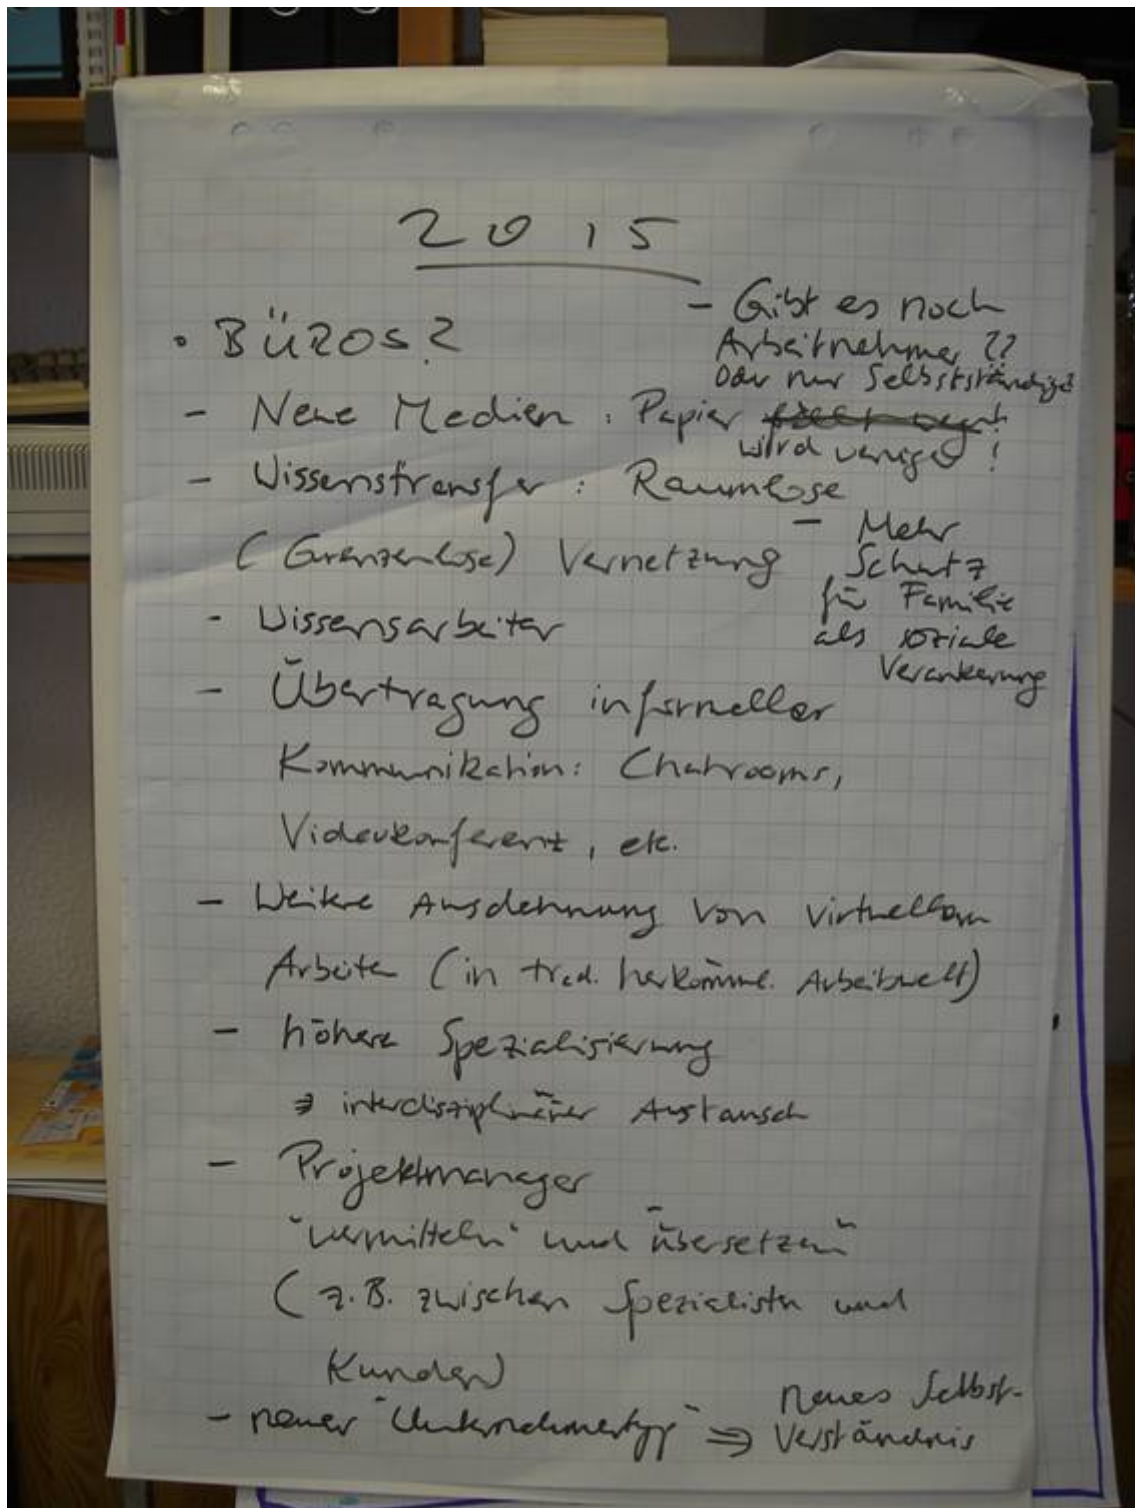 2015
- Gibt es noch
Arbeitnehmer ??
Oder nur Selbstständige?
• BÜROS?
- Neue Medien : Papier fällt weg!
wird weniger !
- Wissenstransfer : Raumlose
(Grenzenlose) Vernetzung
- Mehr
Schutz
für Familie
als soziale
Verankerung
- Wissensarbeiter
- Übertragung informeller
Kommunikation: Chatrooms,
Videokonferenz, etc.
- Weitere Ausdehnung von virtuellem
Arbeiten (in trad. herkömml. Arbeitswelt)
- höhere Spezialisierung
⇒ interdisziplinärer Austausch
- Projektmanager
"vermitteln" und "übersetzen"
(z.B. zwischen Spezialisten und
Kunden)
- neuer "Unternehmertyp" ⇒ neues Selbst-
Verständnis